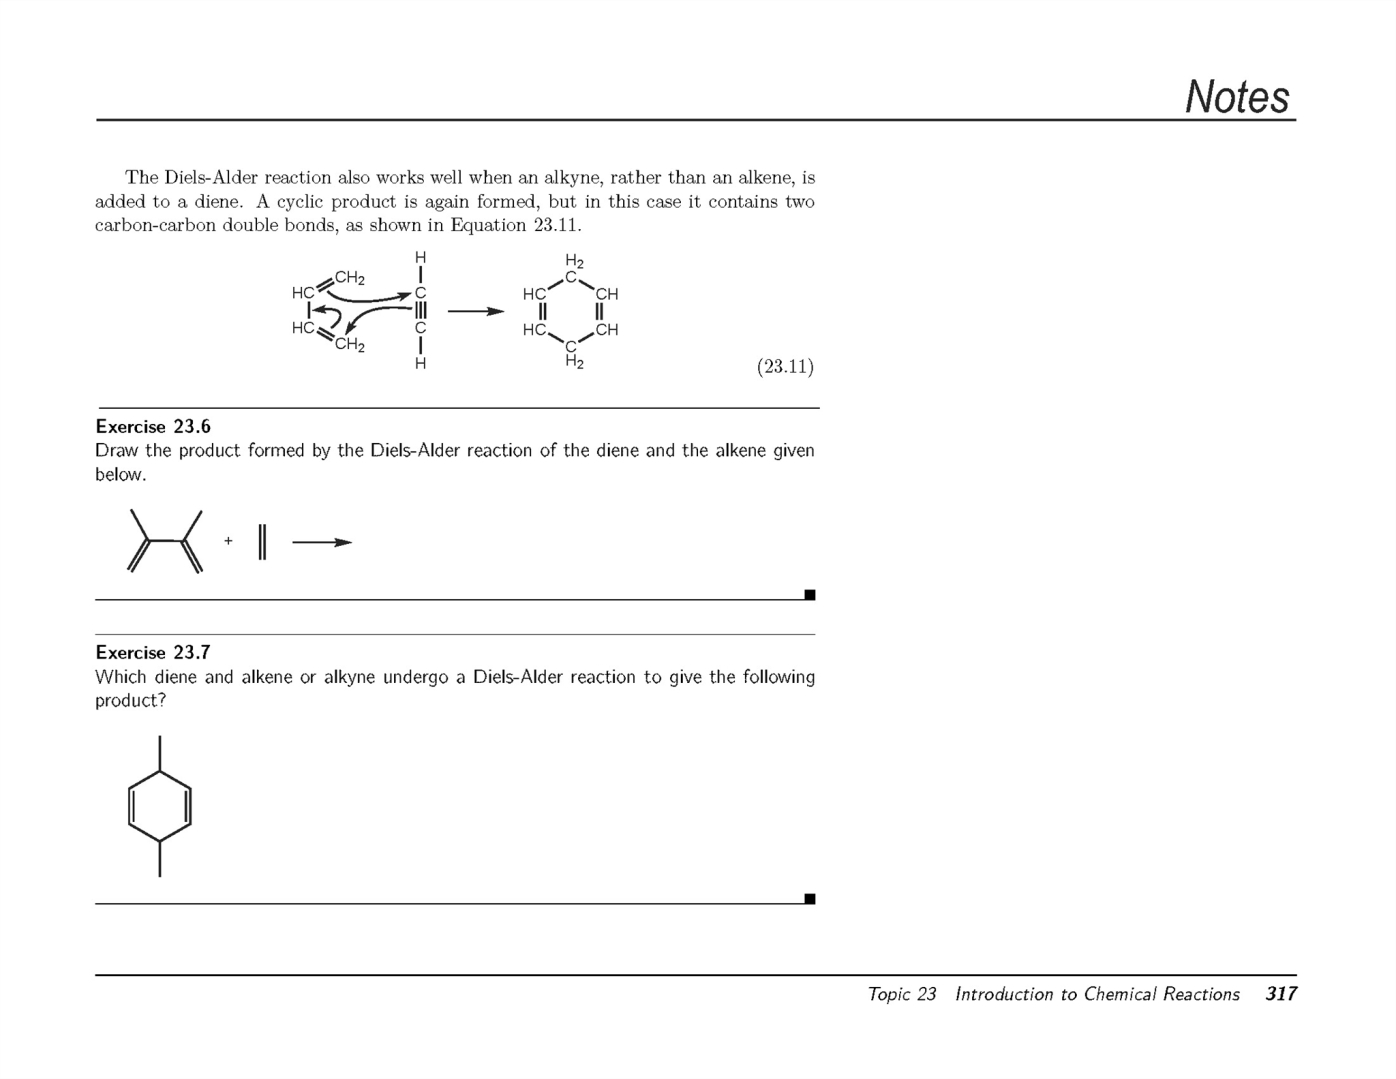 Notes
The Diels-Alder reaction also works well when an alkyne, rather than an alkene, is
added to a diene. A cyclic product is again formed, but in this case it contains two
carbon-carbon double bonds, as shown in Equation 23.11.
H
CH2
HC
C
HC
C
CH2
H
H2
C
HC
CH
HC
CH
C
H2
(23.11)
Exercise 23.6
Draw the product formed by the Diels-Alder reaction of the diene and the alkene given
below.
+
Exercise 23.7
Which diene and alkene or alkyne undergo a Diels-Alder reaction to give the following
product?
Topic 23 Introduction to Chemical Reactions 317